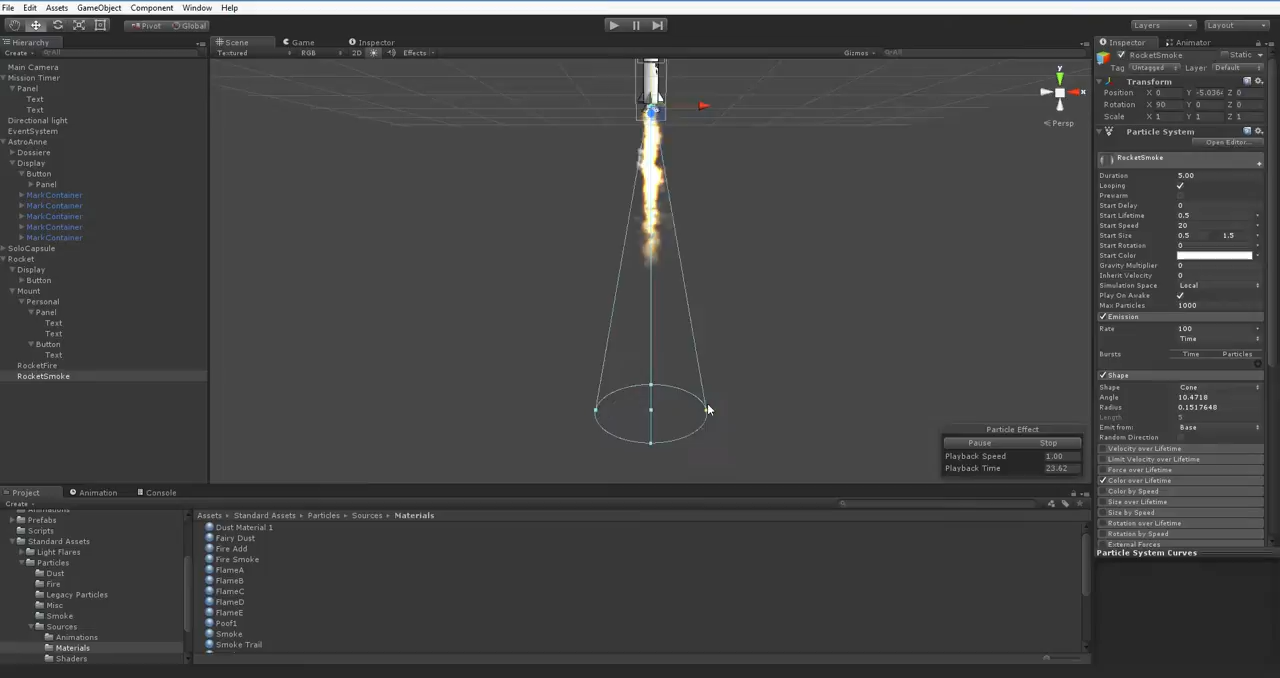 File Edit Assets GameObject Component Window Help
Pivot Global Layers Layout
Hierarchy
Create All
Main Camera
Mission Timer
Panel
Text
Text
Directional light
EventSystem
AstroAnne
Dossiere
Display
Button
Panel
MarkContainer
MarkContainer
MarkContainer
MarkContainer
MarkContainer
SoloCapsule
Rocket
Display
Button
Mount
Personal
Panel
Text
Text
Button
Text
RocketFire
RocketSmoke
Scene Game Inspector
Textured RGB 2D Effects Gizmos All
y
x
Persp
Particle Effect
Pause Stop
Playback Speed 1.00
Playback Time 23.62
Inspector Animator
RocketSmoke Static
Tag Untagged Layer Default
Transform
Position X 0 Y -5.0364 Z 0
Rotation X 90 Y 0 Z 0
Scale X 1 Y 1 Z 1
Particle System
Open Editor...
RocketSmoke
Duration 5.00
Looping
Prewarm
Start Delay 0
Start Lifetime 0.5
Start Speed 20
Start Size 0.5 1.5
Start Rotation 0
Start Color
Gravity Multiplier 0
Inherit Velocity 0
Simulation Space Local
Play On Awake
Max Particles 1000
Emission
Rate 100
Time
Bursts Time Particles
Shape
Shape Cone
Angle 10.4718
Radius 0.1517648
Length 5
Emit from: Base
Random Direction
Velocity over Lifetime
Limit Velocity over Lifetime
Force over Lifetime
Color over Lifetime
Color by Speed
Size over Lifetime
Size by Speed
Rotation over Lifetime
Rotation by Speed
External Forces
Particle System Curves
Project Animation Console
Create
Prefabs
Scripts
Standard Assets
Light Flares
Particles
Dust
Fire
Legacy Particles
Misc
Smoke
Sources
Animations
Materials
Shaders
Assets Standard Assets Particles Sources Materials
Dust Material 1
Fairy Dust
Fire Add
Fire Smoke
FlameA
FlameB
FlameC
FlameD
FlameE
Poof1
Smoke
Smoke Trail